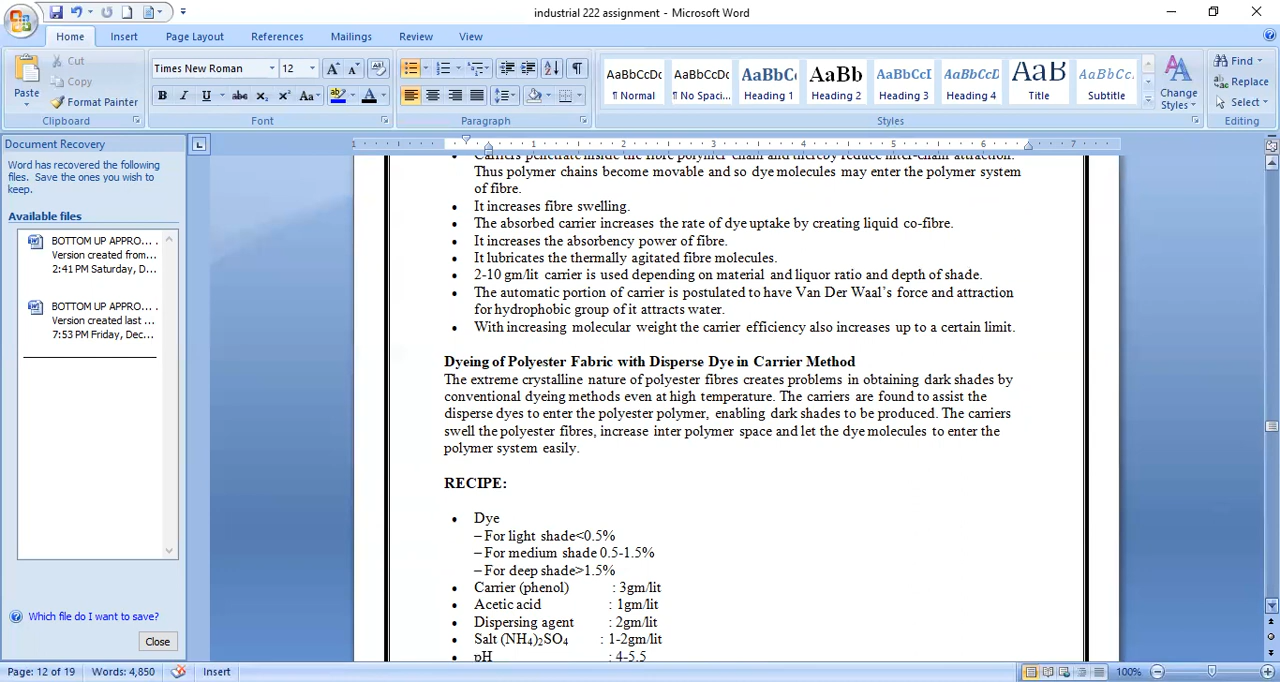 industrial 222 assignment - Microsoft Word
Home Insert Page Layout References Mailings Review View
Paste
Cut
Copy
Format Painter
Clipboard
Times New Roman 12
Font
Paragraph
AaBbCcDc AaBbCcDc AaBbC AaBb AaBbCcI AaBbCcD AaB AaBbCcD
¶ Normal ¶ No Spaci... Heading 1 Heading 2 Heading 3 Heading 4 Title Subtitle
Change Styles
Styles
Find
Replace
Select
Editing
Document Recovery
Word has recovered the following
files. Save the ones you wish to
keep.
Available files
BOTTOM UP APPRO... .
Version created from...
2:41 PM Saturday, D...
BOTTOM UP APPRO... .
Version created last ...
7:53 PM Friday, Dec...
Which file do I want to save?
Close
1 1 2 3 4 5 6 7
Carriers penetrate inside the fibre polymer chain and thereby reduce inter-chain attraction.
Thus polymer chains become movable and so dye molecules may enter the polymer system
of fibre.
• It increases fibre swelling.
• The absorbed carrier increases the rate of dye uptake by creating liquid co-fibre.
• It increases the absorbency power of fibre.
• It lubricates the thermally agitated fibre molecules.
• 2-10 gm/lit carrier is used depending on material and liquor ratio and depth of shade.
• The automatic portion of carrier is postulated to have Van Der Waal’s force and attraction
for hydrophobic group of it attracts water.
• With increasing molecular weight the carrier efficiency also increases up to a certain limit.
Dyeing of Polyester Fabric with Disperse Dye in Carrier Method
The extreme crystalline nature of polyester fibres creates problems in obtaining dark shades by
conventional dyeing methods even at high temperature. The carriers are found to assist the
disperse dyes to enter the polyester polymer, enabling dark shades to be produced. The carriers
swell the polyester fibres, increase inter polymer space and let the dye molecules to enter the
polymer system easily.
RECIPE:
• Dye
– For light shade<0.5%
– For medium shade 0.5-1.5%
– For deep shade>1.5%
• Carrier (phenol) : 3gm/lit
• Acetic acid : 1gm/lit
• Dispersing agent : 2gm/lit
• Salt (NH₄)₂SO₄ : 1-2gm/lit
• pH : 4-5.5
Page: 12 of 19 Words: 4,850 Insert 100%